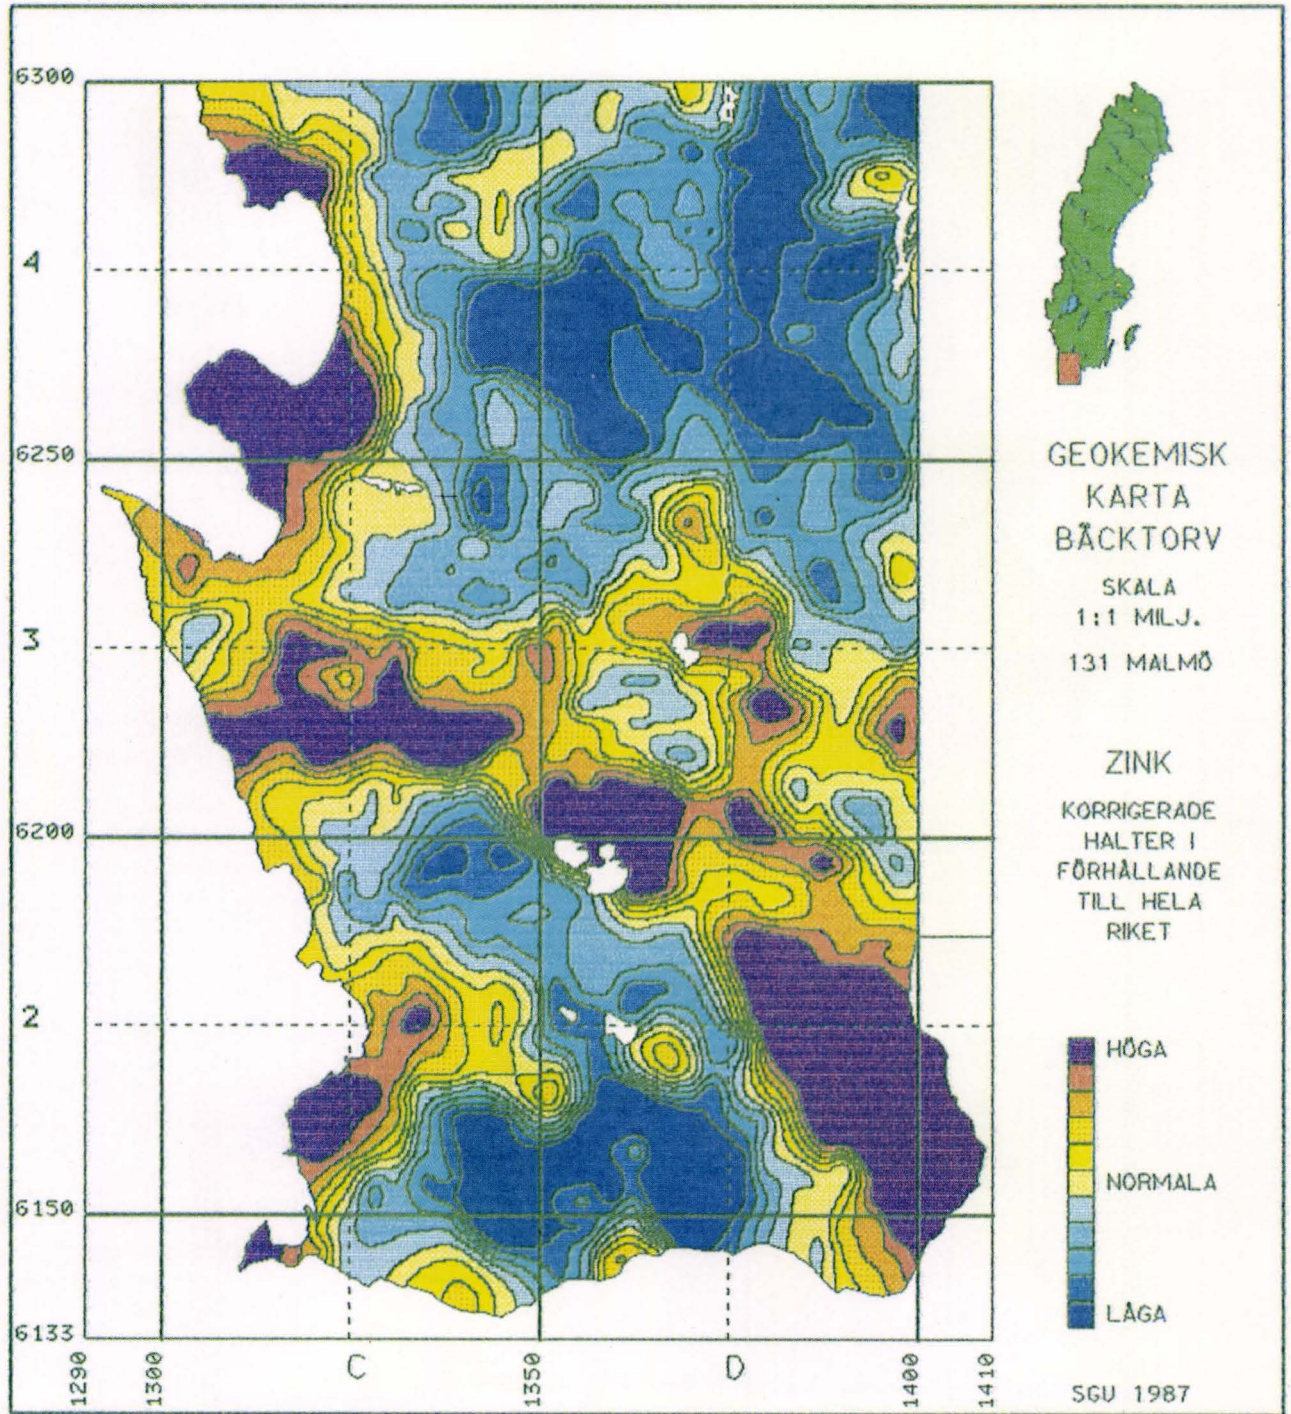 6300
4
6250
3
6200
2
6150
6133
1290
1300
C
1350
D
1400
1410
GEOKEMISK
KARTA
BÄCKTORV
SKALA
1:1 MILJ.
131 MALMÖ
ZINK
KORRIGERADE
HALTER I
FÖRHÅLLANDE
TILL HELA
RIKET
HÖGA
NORMALA
LÅGA
SGU 1987